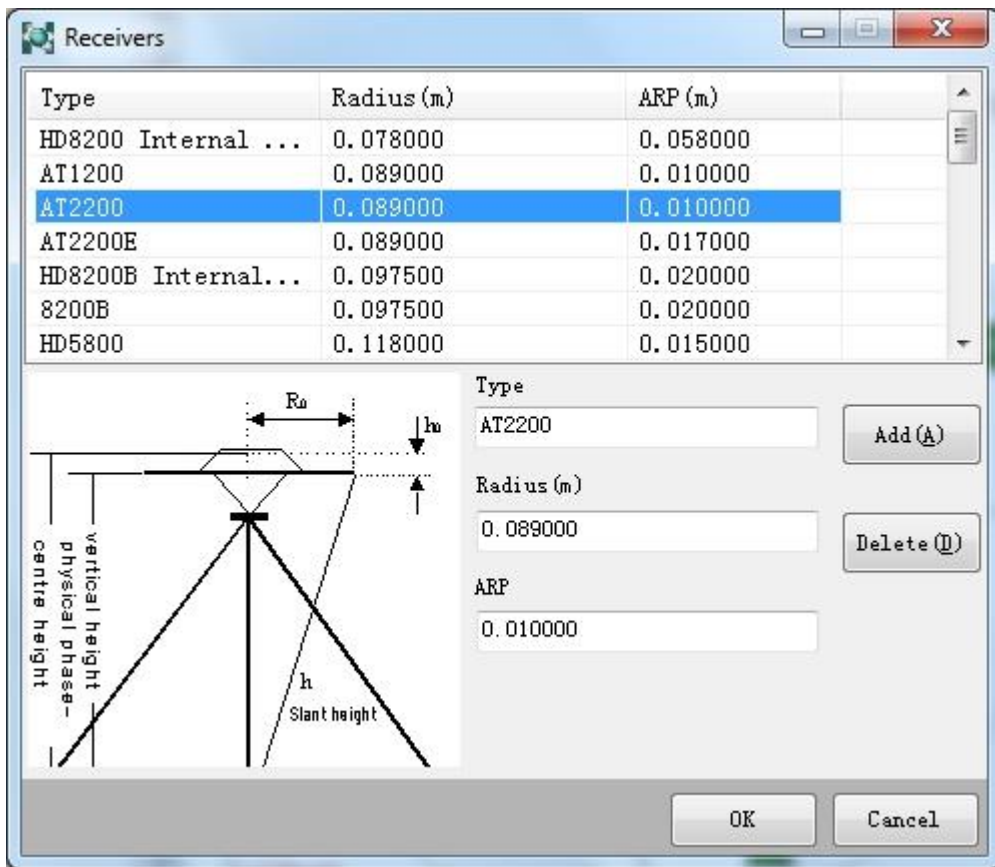 Receivers
Type Radius(m) ARP(m)
HD8200 Internal ... 0.078000 0.058000
AT1200 0.089000 0.010000
AT2200 0.089000 0.010000
AT2200E 0.089000 0.017000
HD8200B Internal... 0.097500 0.020000
8200B 0.097500 0.020000
HD5800 0.118000 0.015000
R0
h0
vertical height
physical phase-
centre height
h
Slant height
Type
AT2200
Add(A)
Radius(m)
0.089000
Delete(D)
ARP
0.010000
OK
Cancel